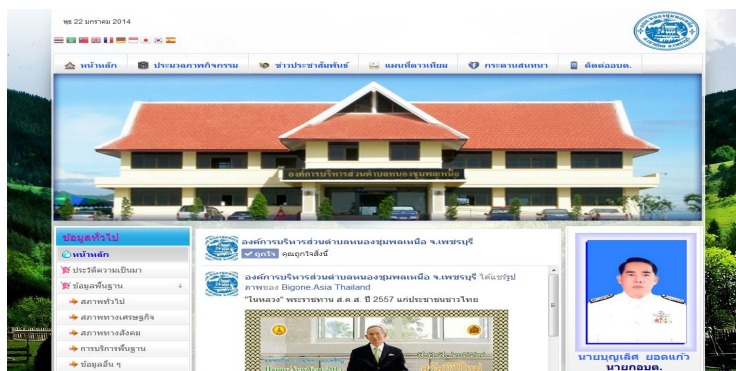 พุธ 22 มกราคม 2014
หน้าหลัก
ประมวลภาพกิจกรรม
ข่าวประชาสัมพันธ์
แผนที่ดาวเทียม
กระดานสนทนา
ติดต่ออบต.
องค์การบริหารส่วนตำบลหนองชุมพลเหนือ
ข้อมูลทั่วไป
หน้าหลัก
ประวัติความเป็นมา
ข้อมูลพื้นฐาน
สภาพทั่วไป
สภาพทางเศรษฐกิจ
สภาพทางสังคม
การบริการพื้นฐาน
ข้อมูลอื่น ๆ
องค์การบริหารส่วนตำบลหนองชุมพลเหนือ จ.เพชรบุรี
ถูกใจ คุณถูกใจสิ่งนี้
องค์การบริหารส่วนตำบลหนองชุมพลเหนือ จ.เพชรบุรี ได้แชร์รูป
ภาพของ Bigone.Asia Thailand
"ในหลวง" พระราชทาน ส.ค.ส. ปี 2557 แก่ประชาชนชาวไทย
นายบุญเลิศ ยอดแก้ว
นายกอบต.